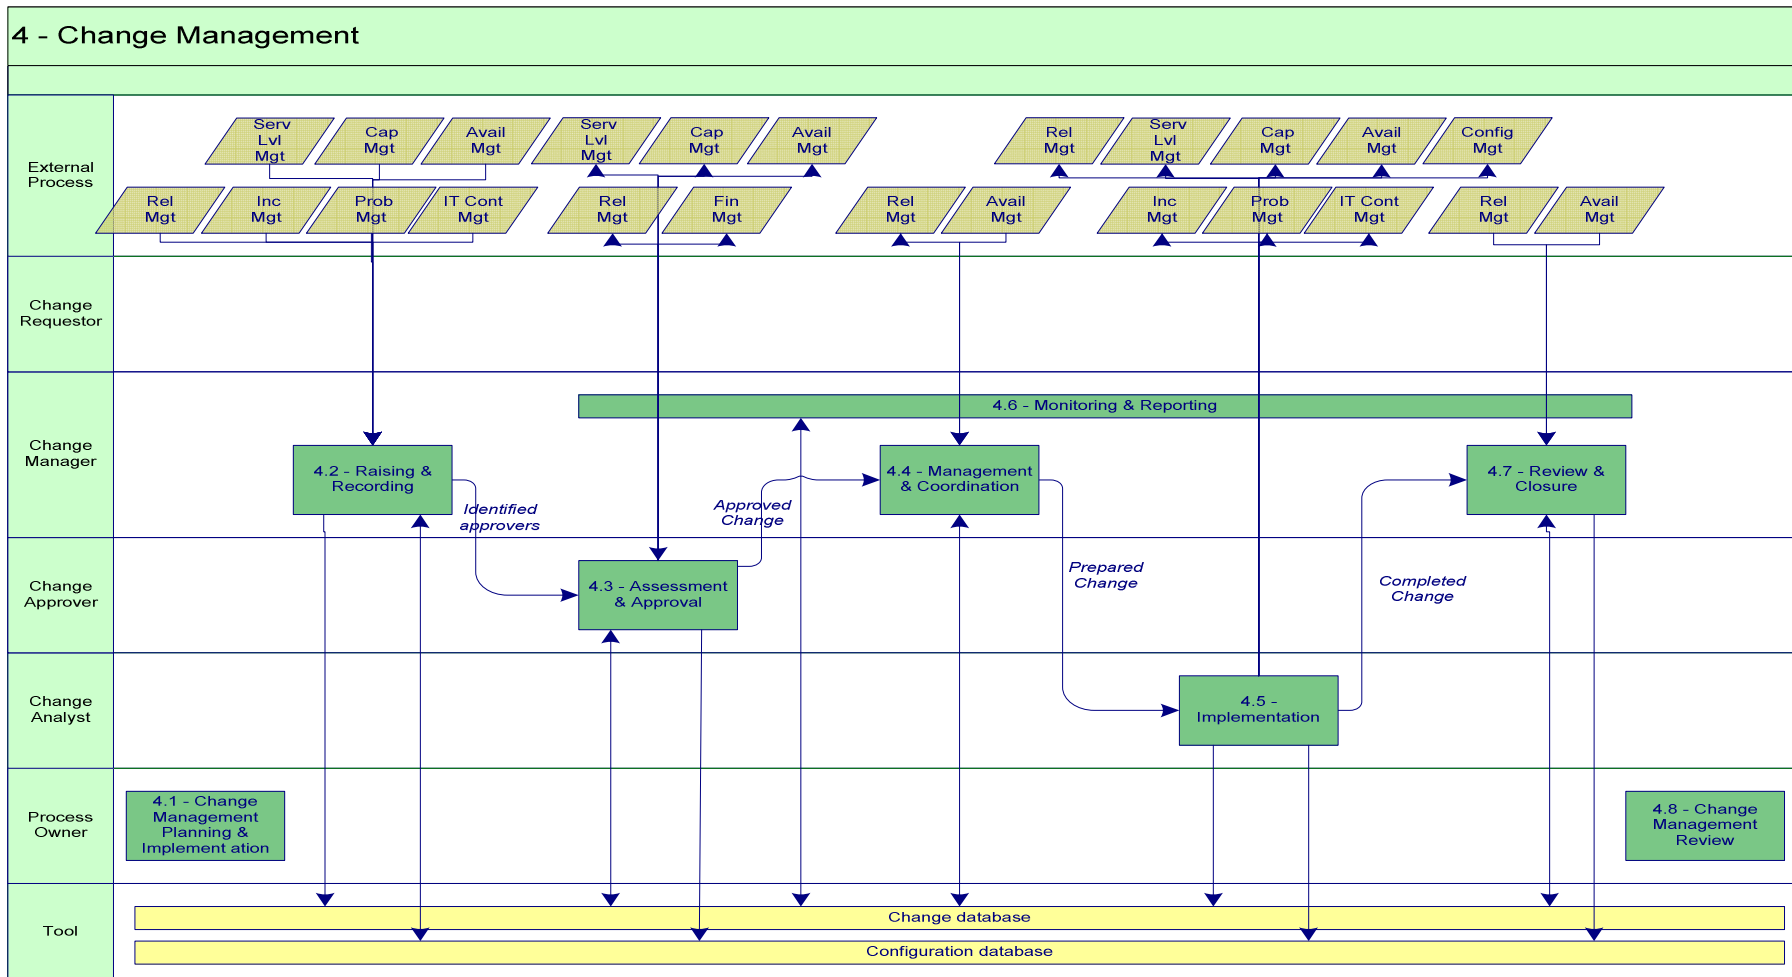 4 - Change Management
External
Process
Serv
Lvl
Mgt
Cap
Mgt
Avail
Mgt
Serv
Lvl
Mgt
Cap
Mgt
Avail
Mgt
Rel
Mgt
Serv
Lvl
Mgt
Cap
Mgt
Avail
Mgt
Config
Mgt
Rel
Mgt
Inc
Mgt
Prob
Mgt
IT Cont
Mgt
Rel
Mgt
Fin
Mgt
Rel
Mgt
Avail
Mgt
Inc
Mgt
Prob
Mgt
IT Cont
Mgt
Rel
Mgt
Avail
Mgt
Change
Requestor
Change
Manager
4.6 - Monitoring & Reporting
4.2 - Raising &
Recording
Identified
approvers
Approved
Change
4.4 - Management
& Coordination
4.7 - Review &
Closure
Change
Approver
4.3 - Assessment
& Approval
Prepared
Change
Completed
Change
Change
Analyst
4.5 -
Implementation
Process
Owner
4.1 - Change
Management
Planning &
Implement ation
4.8 - Change
Management
Review
Tool
Change database
Configuration database